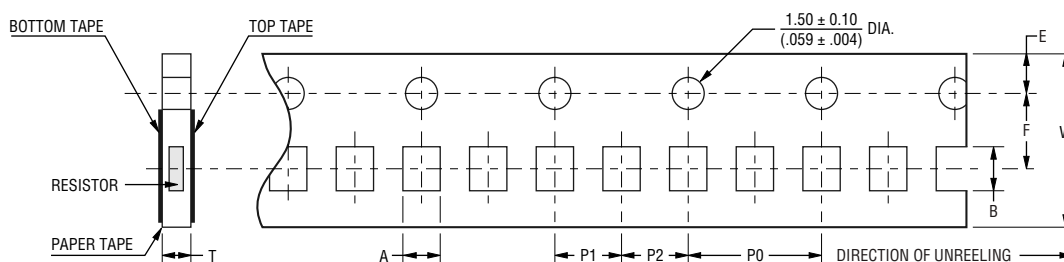 BOTTOM TAPE
TOP TAPE
1.50 ± 0.10
(.059 ± .004)
DIA.
E
F
W
RESISTOR
B
PAPER TAPE
T
A
P1
P2
P0
DIRECTION OF UNREELING